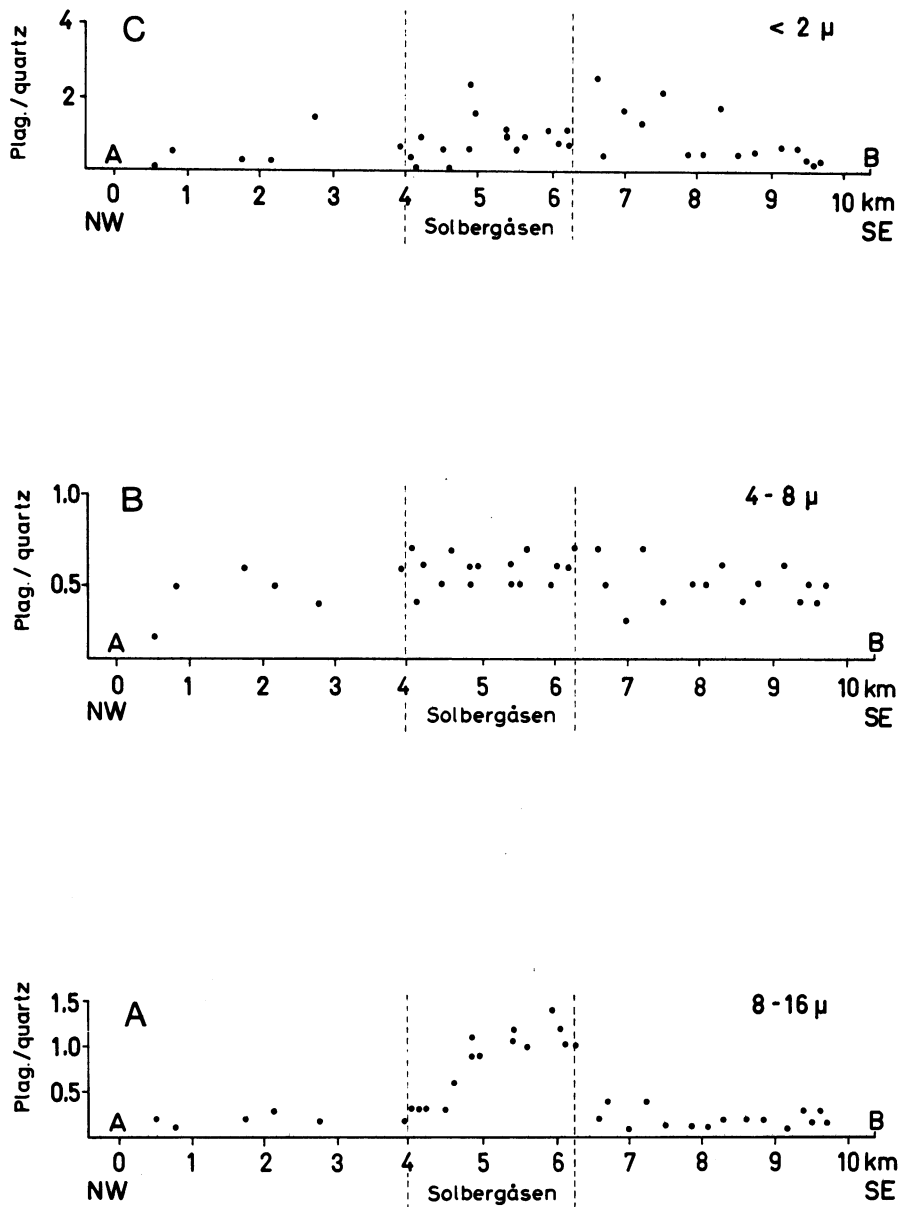 C
< 2 µ
Plag./quartz
4
2
A
B
0 1 2 3 4 5 6 7 8 9 10 km
NW
Solbergåsen
SE
B
4 - 8 µ
Plag./ quartz
1.0
0.5
A
B
0 1 2 3 4 5 6 7 8 9 10 km
NW
Solbergåsen
SE
A
8 - 16 µ
Plag./quartz
1.5
1.0
0.5
A
B
0 1 2 3 4 5 6 7 8 9 10 km
NW
Solbergåsen
SE